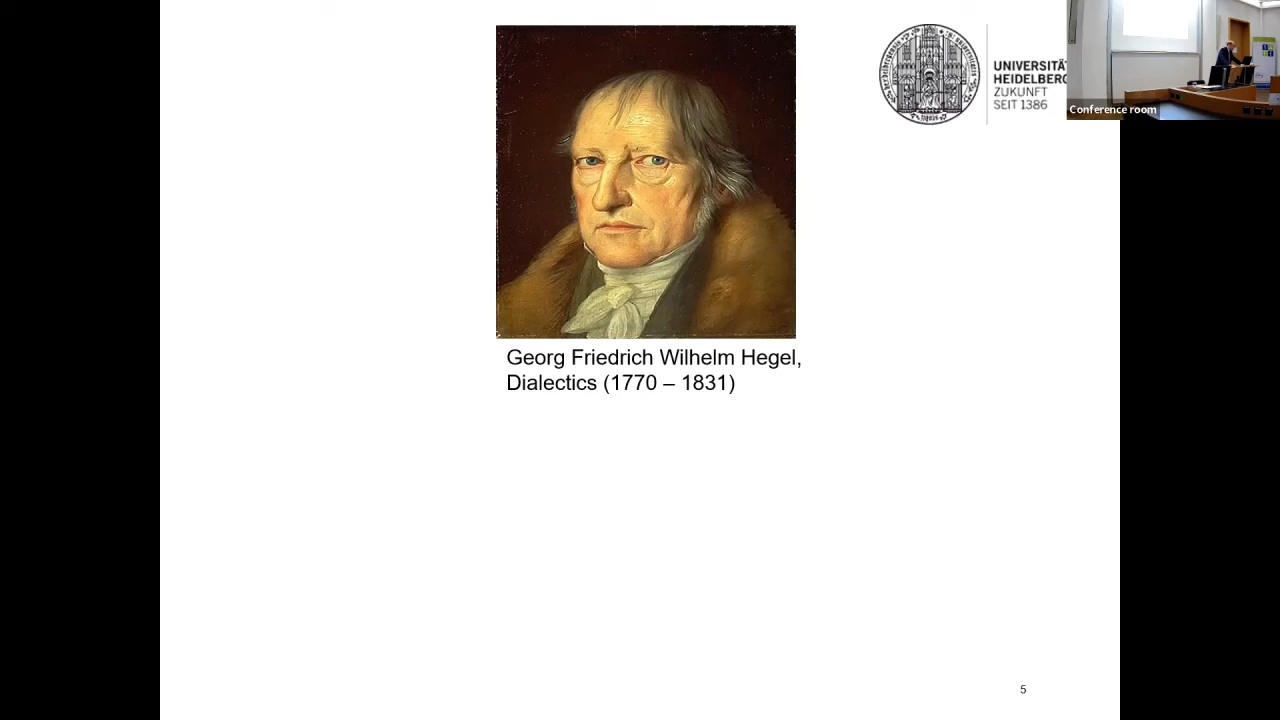 UNIVERSITÄT
HEIDELBERG
ZUKUNFT
SEIT 1386
Conference room
Georg Friedrich Wilhelm Hegel,
Dialectics (1770 – 1831)
5